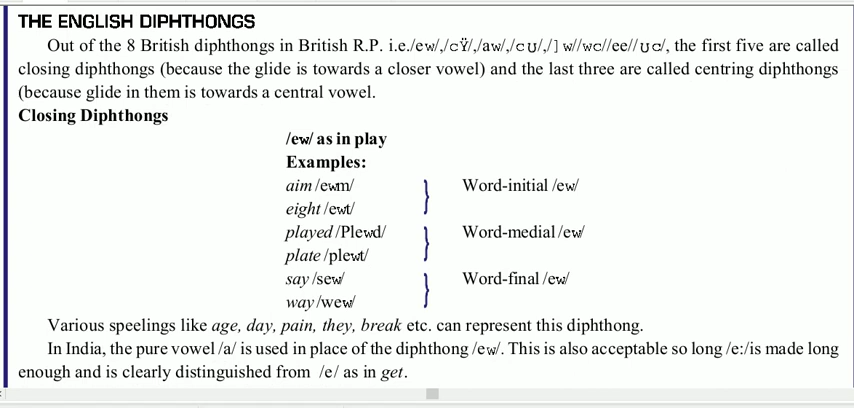 THE ENGLISH DIPHTHONGS
Out of the 8 British diphthongs in British R.P. i.e./ew/,/cŸ/,/aw/,/cʊ/,/] w//wc//ee//ʊc/, the first five are called
closing diphthongs (because the glide is towards a closer vowel) and the last three are called centring diphthongs
(because glide in them is towards a central vowel.
Closing Diphthongs
/ew/ as in play
Examples:
aim /ewm/ } Word-initial /ew/
eight /ewt/
played /Plewd/ } Word-medial /ew/
plate /plewt/
say /sew/ } Word-final /ew/
way /wew/
Various speelings like age, day, pain, they, break etc. can represent this diphthong.
In India, the pure vowel /a/ is used in place of the diphthong /ew/. This is also acceptable so long /e:/is made long
enough and is clearly distinguished from /e/ as in get.